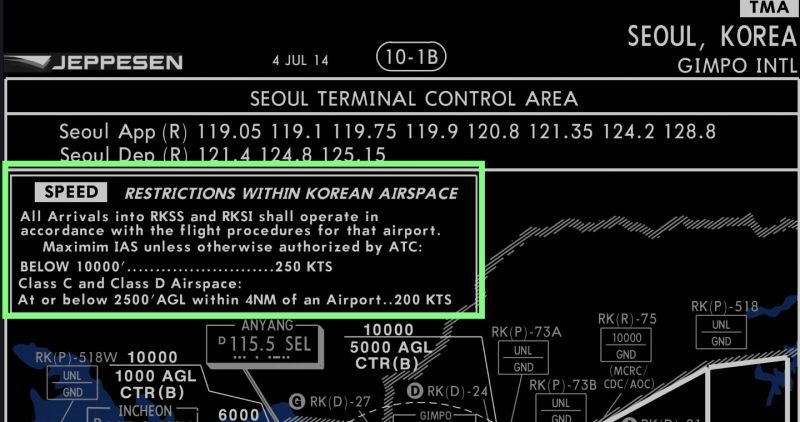 TMA
SEOUL, KOREA
GIMPO INTL
JEPPESEN
4 JUL 14
10-1B
SEOUL TERMINAL CONTROL AREA
Seoul App (R) 119.05 119.1 119.75 119.9 120.8 121.35 124.2 128.8
Seoul Dep (R) 121.4 124.8 125.15
SPEED RESTRICTIONS WITHIN KOREAN AIRSPACE
All Arrivals into RKSS and RKSI shall operate in
accordance with the flight procedures for that airport.
Maximim IAS unless otherwise authorized by ATC:
BELOW 10000'...........................250 KTS
Class C and Class D Airspace:
At or below 2500'AGL within 4NM of an Airport..200 KTS
ANYANG
D 115.5 SEL
10000
5000 AGL
CTR(B)
RK(P)-73A
UNL
GND
RK(R)-75
10000
GND
(MCRC/
CDC/AOC)
RK(P)-518
UNL
GND
RK(P)-518W
UNL
GND
10000
1000 AGL
CTR(B)
INCHEON
D
6000
G RK(D)-27
D RK(D)-24
GIMPO
RK(P)-73B
UNL
GND